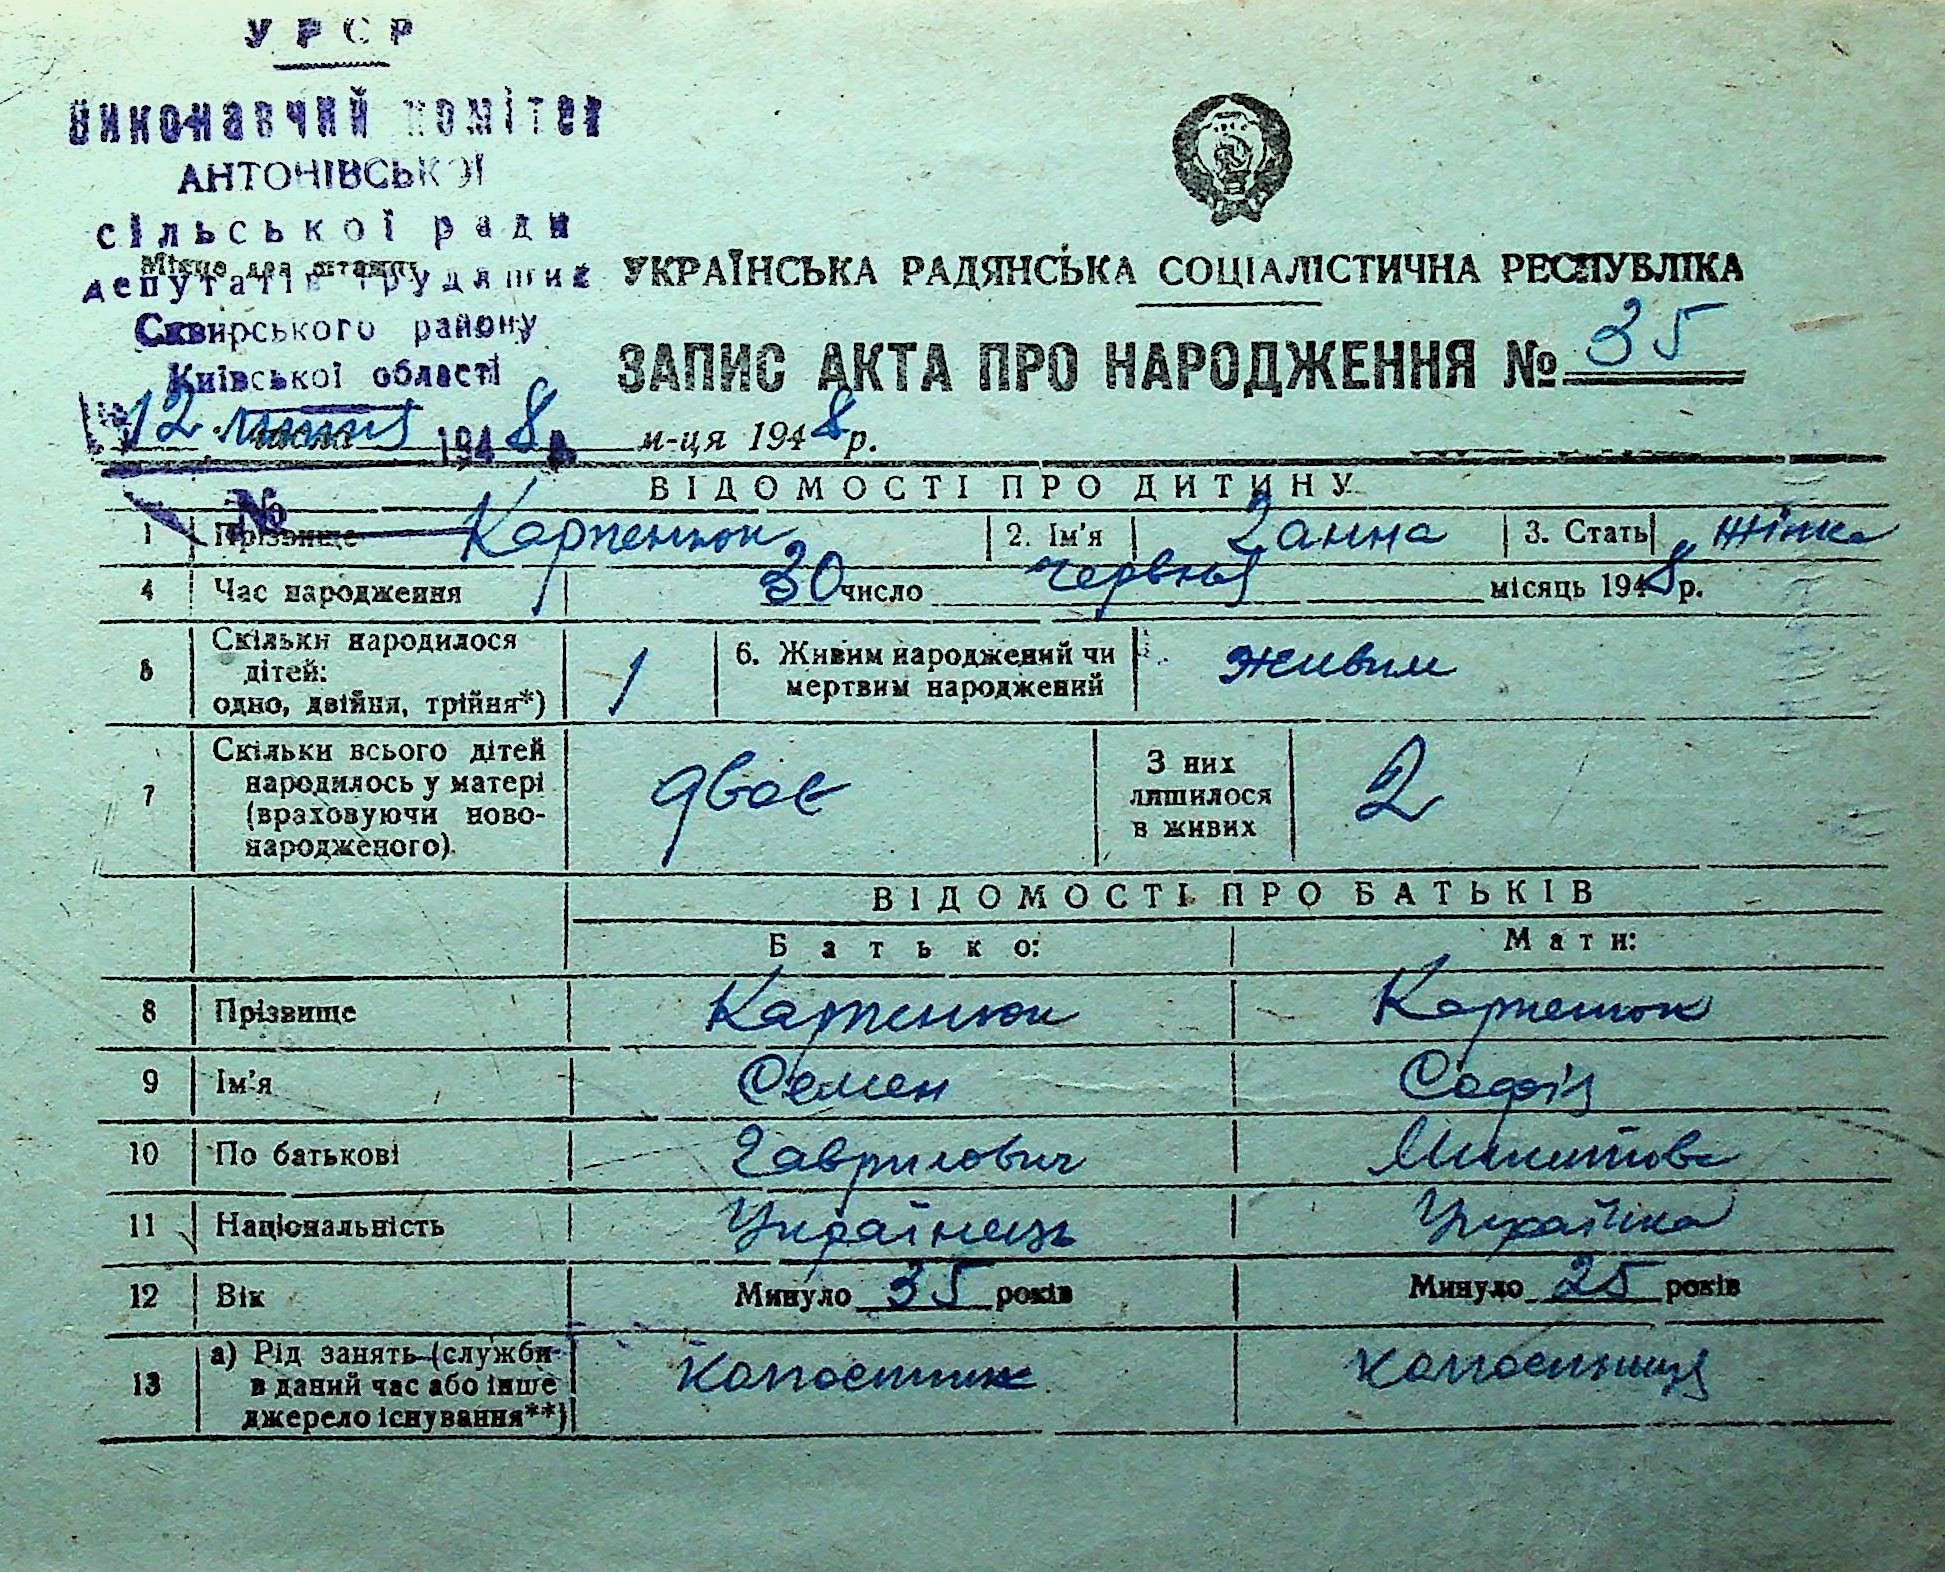 УРСР
Виконавчий комітет
АНТОНІВСЬКОЇ
сільської ради
Місце для штампу
депутатів трудящих
Сквирського району
Київської області
12 липня 1948 р. м-ця 1948 р.
№
УКРАЇНСЬКА РАДЯНСЬКА СОЦІАЛІСТИЧНА РЕСПУБЛІКА
ЗАПИС АКТА ПРО НАРОДЖЕННЯ № 35
ВІДОМОСТІ ПРО ДИТИНУ
1 Прізвище Карпенюк 2. Ім'я Ганна 3. Стать жінка
4 Час народження 30 число червня місяць 1948 р.
5 Скільки народилося дітей: одно, двійня, трійня*) 1 6. Живим народжений чи мертвим народжений живим
7 Скільки всього дітей народилось у матері (враховуючи ново-народженого). двоє З них лишилося в живих 2
ВІДОМОСТІ ПРО БАТЬКІВ
Батько: Мати:
8 Прізвище Карпенюк Карпенюк
9 Ім'я Семен Софія
10 По батькові Гаврилович Микитова
11 Національність Українець Українка
12 Вік Минуло 35 років Минуло 25 років
13 а) Рід занять (служби в даний час або інше джерело існування**) Колгоспник колгоспниця